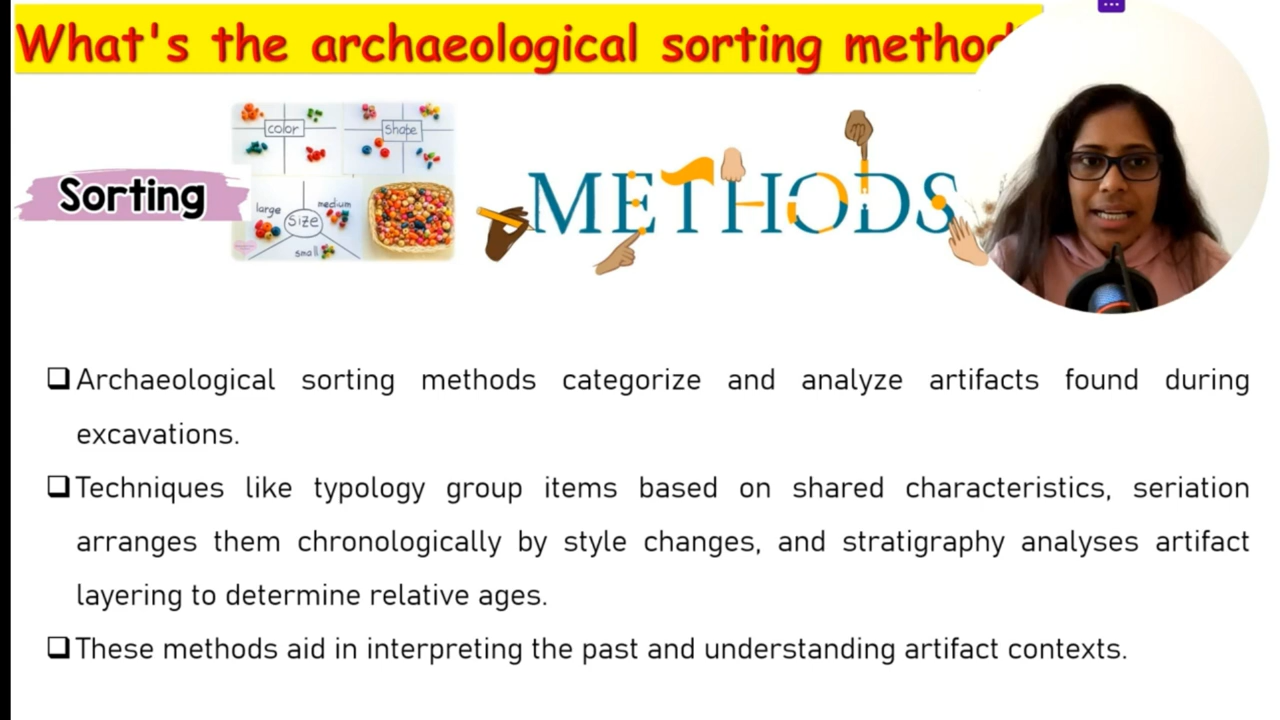 What's the archaeological sorting method
Sorting
color
shape
large
size
medium
small
METHODS
❑Archaeological sorting methods categorize and analyze artifacts found during
excavations.
❑Techniques like typology group items based on shared characteristics, seriation
arranges them chronologically by style changes, and stratigraphy analyses artifact
layering to determine relative ages.
❑These methods aid in interpreting the past and understanding artifact contexts.